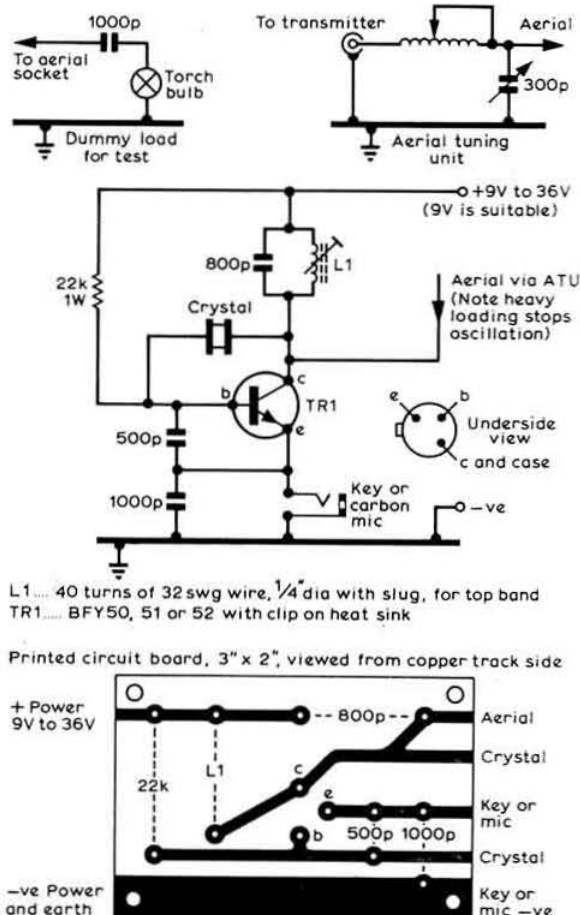 1000p
To aerial
socket
Torch
bulb
Dummy load
for test
To transmitter
Aerial
300p
Aerial tuning
unit
+9V to 36V
(9V is suitable)
22k
1W
800p
L1
Crystal
Aerial via ATU
(Note heavy
loading stops
oscillation)
b
c
e
TR1
500p
1000p
Key or
carbon
mic
e
b
Underside
view
c and case
-ve
L1.... 40 turns of 32swg wire, 1/4" dia with slug, for top band
TR1..... BFY50, 51 or 52 with clip on heat sink
Printed circuit board, 3" x 2", viewed from copper track side
+ Power
9V to 36V
800p
Aerial
Crystal
22k
L1
c
e
Key or
mic
b
500p
1000p
Crystal
-ve Power
and earth
Key or
mic -ve